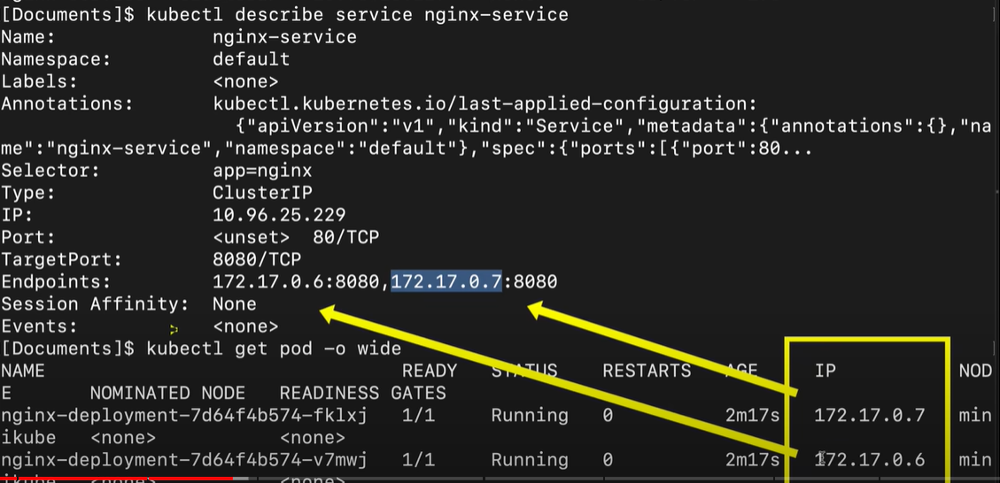 [Documents]$ kubectl describe service nginx-service
Name: nginx-service
Namespace: default
Labels: <none>
Annotations: kubectl.kubernetes.io/last-applied-configuration:
{"apiVersion":"v1","kind":"Service","metadata":{"annotations":{},"na
me":"nginx-service","namespace":"default"},"spec":{"ports":[{"port":80...
Selector: app=nginx
Type: ClusterIP
IP: 10.96.25.229
Port: <unset> 80/TCP
TargetPort: 8080/TCP
Endpoints: 172.17.0.6:8080,172.17.0.7:8080
Session Affinity: None
Events: <none>
[Documents]$ kubectl get pod -o wide
NAME READY STATUS RESTARTS AGE IP NOD
E NOMINATED NODE READINESS GATES
nginx-deployment-7d64f4b574-fklxj 1/1 Running 0 2m17s 172.17.0.7 min
ikube <none> <none>
nginx-deployment-7d64f4b574-v7mwj 1/1 Running 0 2m17s 172.17.0.6 min
ikube <none> <none>